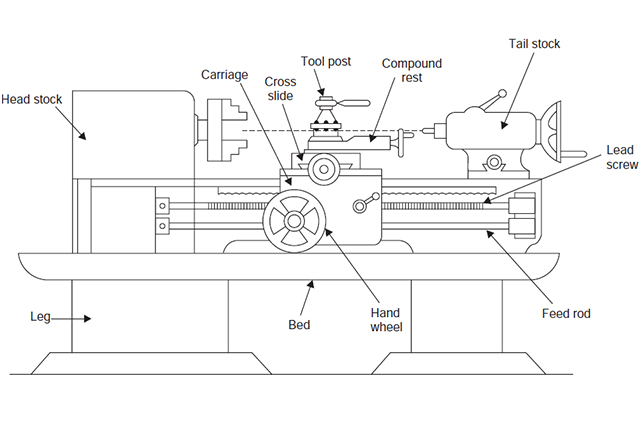 Tail stock
Tool post
Compound
rest
Carriage
Cross
slide
Head stock
Lead
screw
Leg
Bed
Hand
wheel
Feed rod